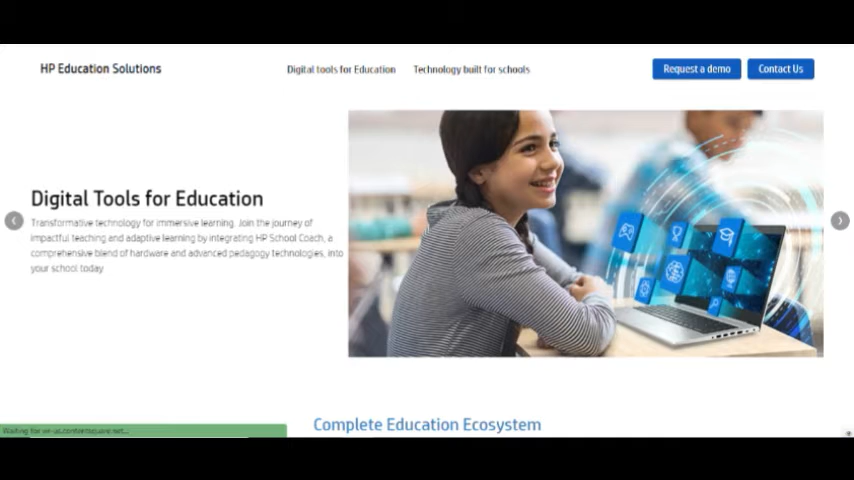 HP Education Solutions
Digital tools for Education
Technology built for schools
Request a demo
Contact Us
Digital Tools for Education
Transformative technology for immersive learning. Join the journey of
impactful teaching and adaptive learning by integrating HP School Coach, a
comprehensive blend of hardware and advanced pedagogy technologies, into
your school today
Complete Education Ecosystem
Waiting for